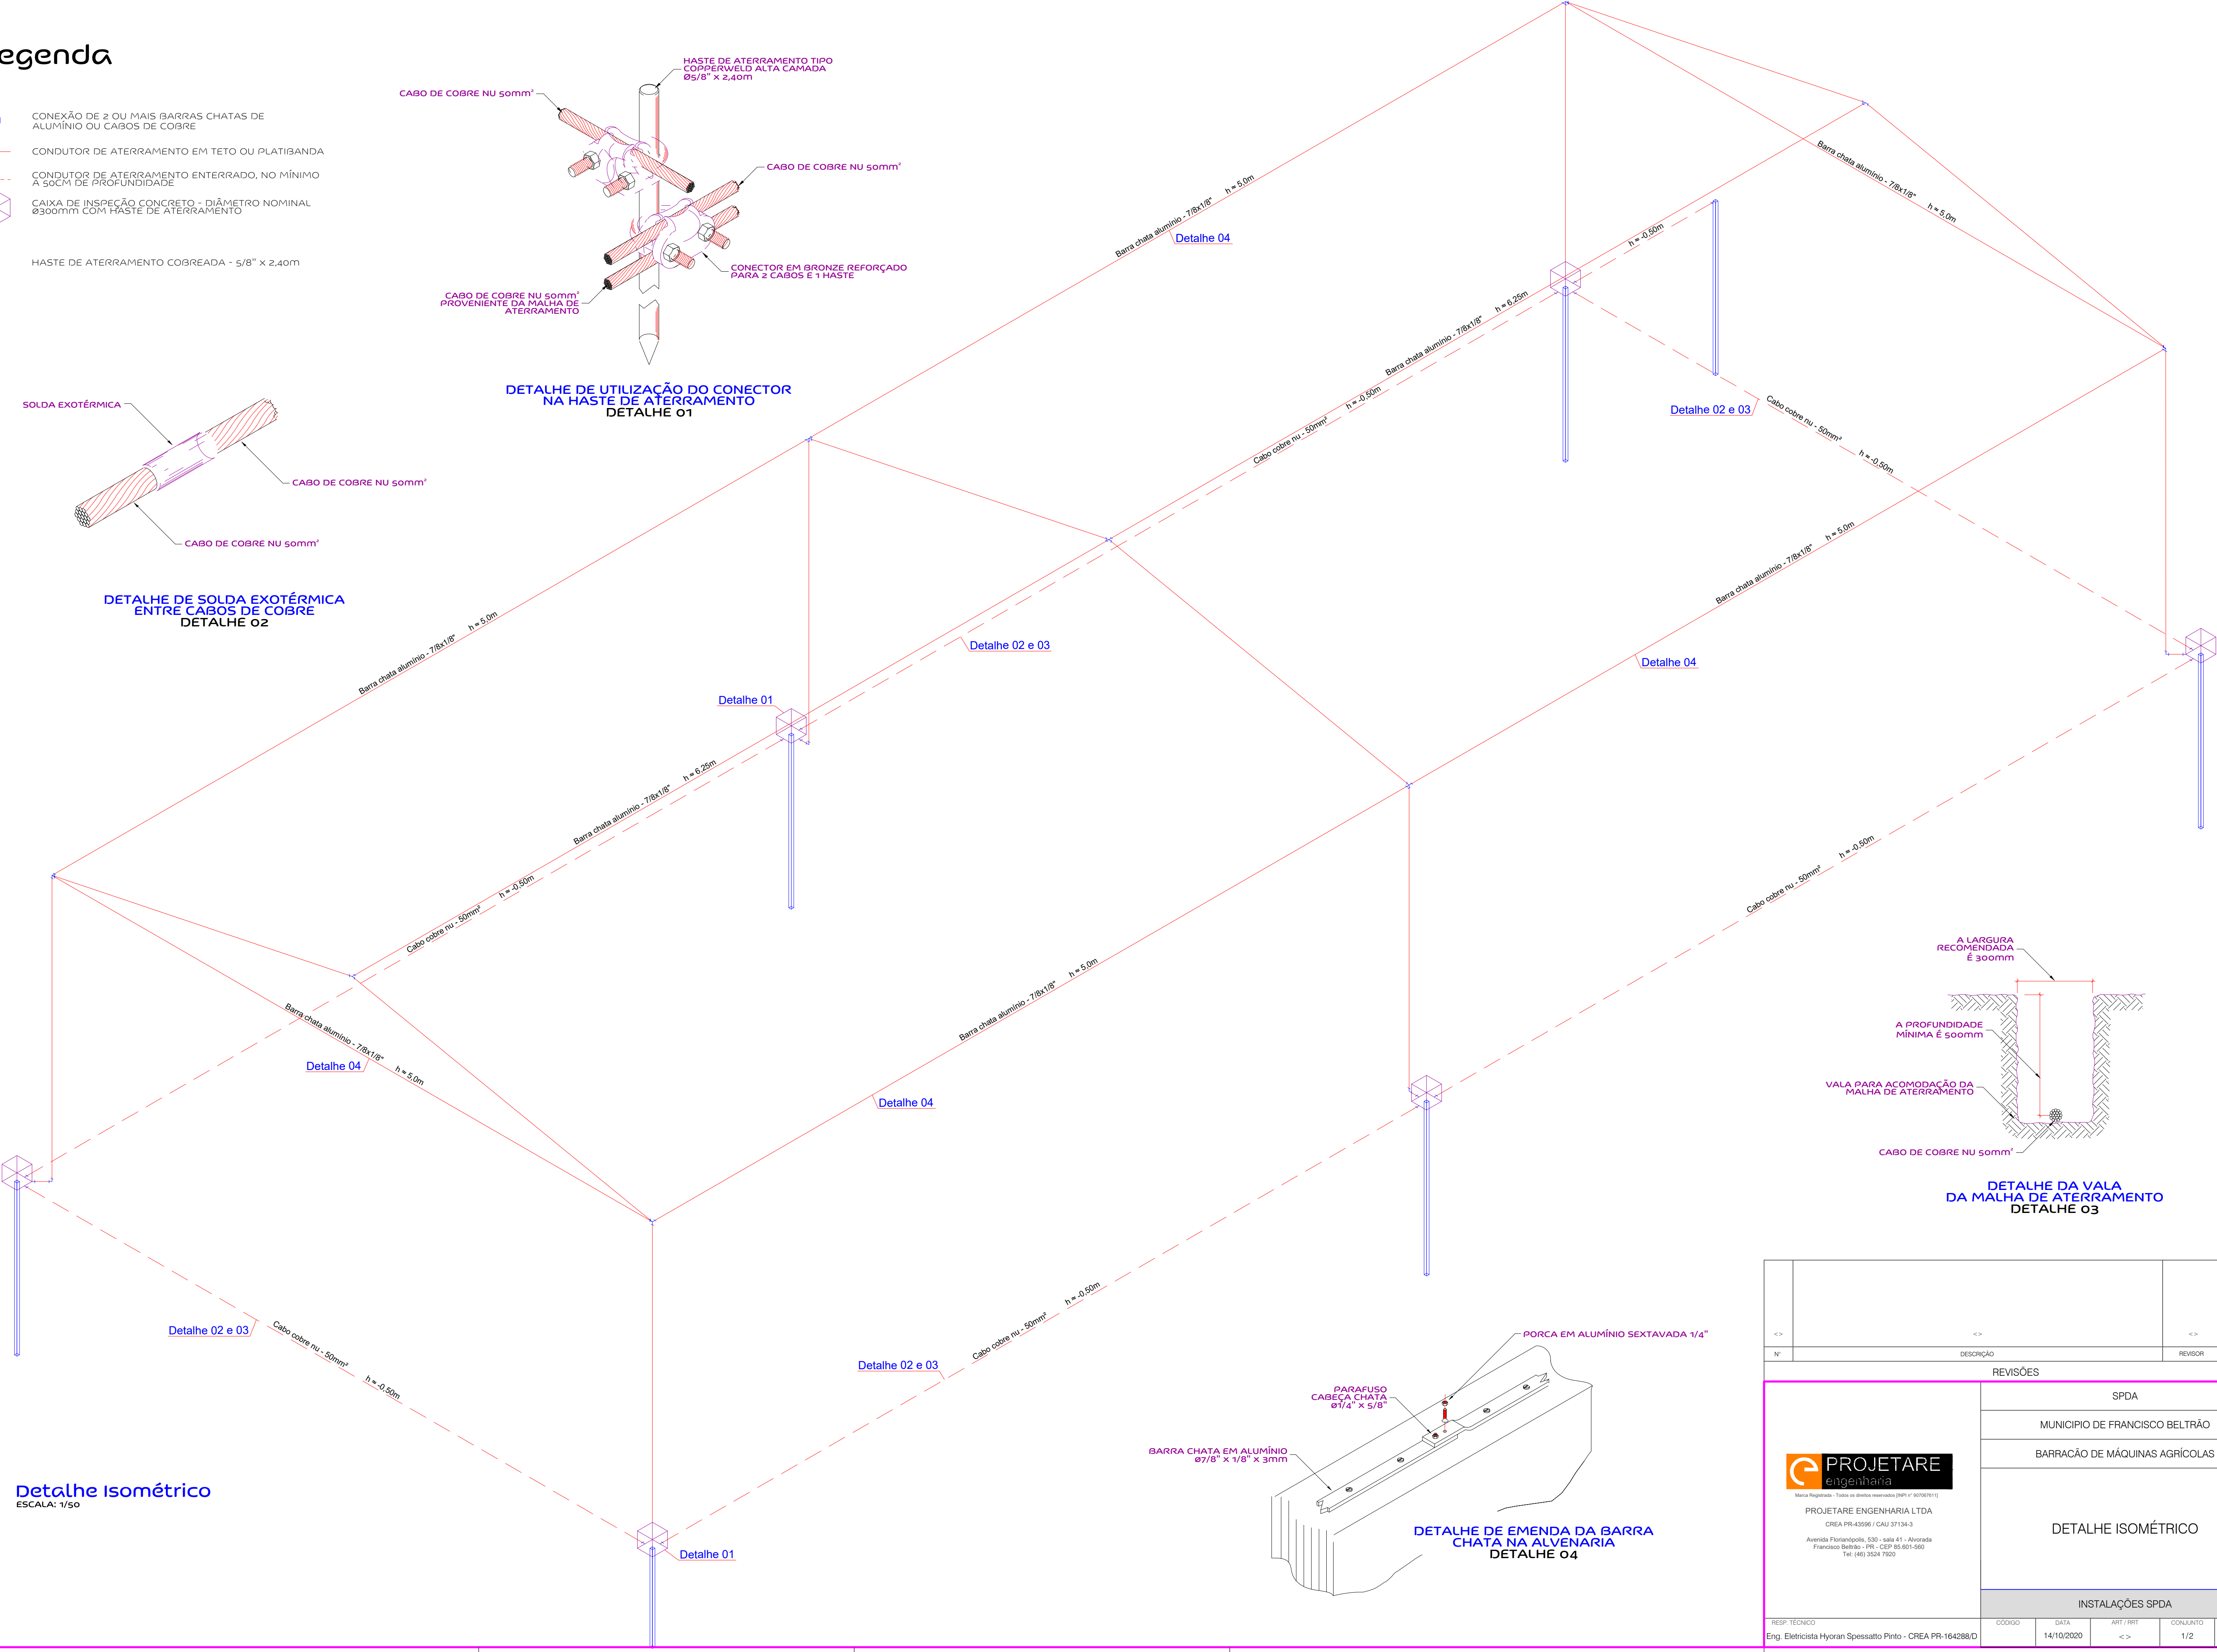 egenda
CONEXÃO DE 2 OU MAIS BARRAS CHATAS DE
ALUMÍNIO OU CABOS DE COBRE
CONDUTOR DE ATERRAMENTO EM TETO OU PLATIBANDA
CONDUTOR DE ATERRAMENTO ENTERRADO, NO MÍNIMO
A 50CM DE PROFUNDIDADE
CAIXA DE INSPEÇÃO CONCRETO - DIÂMETRO NOMINAL
Ø300mm COM HASTE DE ATERRAMENTO
HASTE DE ATERRAMENTO COBREADA - 5/8" x 2,40m
HASTE DE ATERRAMENTO TIPO
COPPERWELD ALTA CAMADA
Ø5/8" x 2,40m
CABO DE COBRE NU 50mm²
CABO DE COBRE NU 50mm²
CONECTOR EM BRONZE REFORÇADO
PARA 2 CABOS E 1 HASTE
CABO DE COBRE NU 50mm²
PROVENIENTE DA MALHA DE
ATERRAMENTO
DETALHE DE UTILIZAÇÃO DO CONECTOR
NA HASTE DE ATERRAMENTO
DETALHE 01
SOLDA EXOTÉRMICA
CABO DE COBRE NU 50mm²
CABO DE COBRE NU 50mm²
DETALHE DE SOLDA EXOTÉRMICA
ENTRE CABOS DE COBRE
DETALHE 02
Barra chata alumínio - 7/8x1/8" h = 5,0m
Detalhe 04
Barra chata alumínio - 7/8x1/8" h = 5,0m
h = -0,50m
Barra chata alumínio - 7/8x1/8" h = 6,25m
Cabo cobre nu - 50mm² h = -0,50m
Detalhe 02 e 03
Cabo cobre nu - 50mm² h = -0,50m
Barra chata alumínio - 7/8x1/8" h = 5,0m
Detalhe 04
Barra chata alumínio - 7/8x1/8" h = 5,0m
Detalhe 02 e 03
Detalhe 01
Barra chata alumínio - 7/8x1/8" h = 6,25m
Cabo cobre nu - 50mm² h = -0,50m
Barra chata alumínio - 7/8x1/8" h = 5,0m
Detalhe 04
Barra chata alumínio - 7/8x1/8" h = 5,0m
Detalhe 04
Cabo cobre nu - 50mm² h = -0,50m
Detalhe 02 e 03
Cabo cobre nu - 50mm² h = -0,50m
Detalhe 02 e 03
Cabo cobre nu - 50mm² h = -0,50m
Detalhe 01
Detalhe Isométrico
ESCALA: 1/50
A LARGURA
RECOMENDADA
É 300mm
A PROFUNDIDADE
MÍNIMA É 500mm
VALA PARA ACOMODAÇÃO DA
MALHA DE ATERRAMENTO
CABO DE COBRE NU 50mm²
DETALHE DA VALA
DA MALHA DE ATERRAMENTO
DETALHE 03
PORCA EM ALUMÍNIO SEXTAVADA 1/4"
PARAFUSO
CABEÇA CHATA
Ø1/4" x 5/8"
BARRA CHATA EM ALUMÍNIO
Ø7/8" x 1/8" x 3mm
DETALHE DE EMENDA DA BARRA
CHATA NA ALVENARIA
DETALHE 04
<> <> <>
N° DESCRIÇÃO REVISOR
REVISÕES
SPDA
MUNICIPIO DE FRANCISCO BELTRÃO
BARRACÃO DE MÁQUINAS AGRÍCOLAS
e PROJETARE
engenharia
Marca Registrada - Todos os direitos reservados [INPI n° 907067611]
PROJETARE ENGENHARIA LTDA
CREA PR-43596 / CAU 37134-3
Avenida Florianópolis, 530 - sala 41 - Alvorada
Francisco Beltrão - PR - CEP 85.601-560
Tel: (46) 3524 7920
DETALHE ISOMÉTRICO
INSTALAÇÕES SPDA
RESP. TÉCNICO CÓDIGO DATA ART / RRT CONJUNTO
Eng. Eletricista Hyoran Spessatto Pinto - CREA PR-164288/D 14/10/2020 <> 1/2